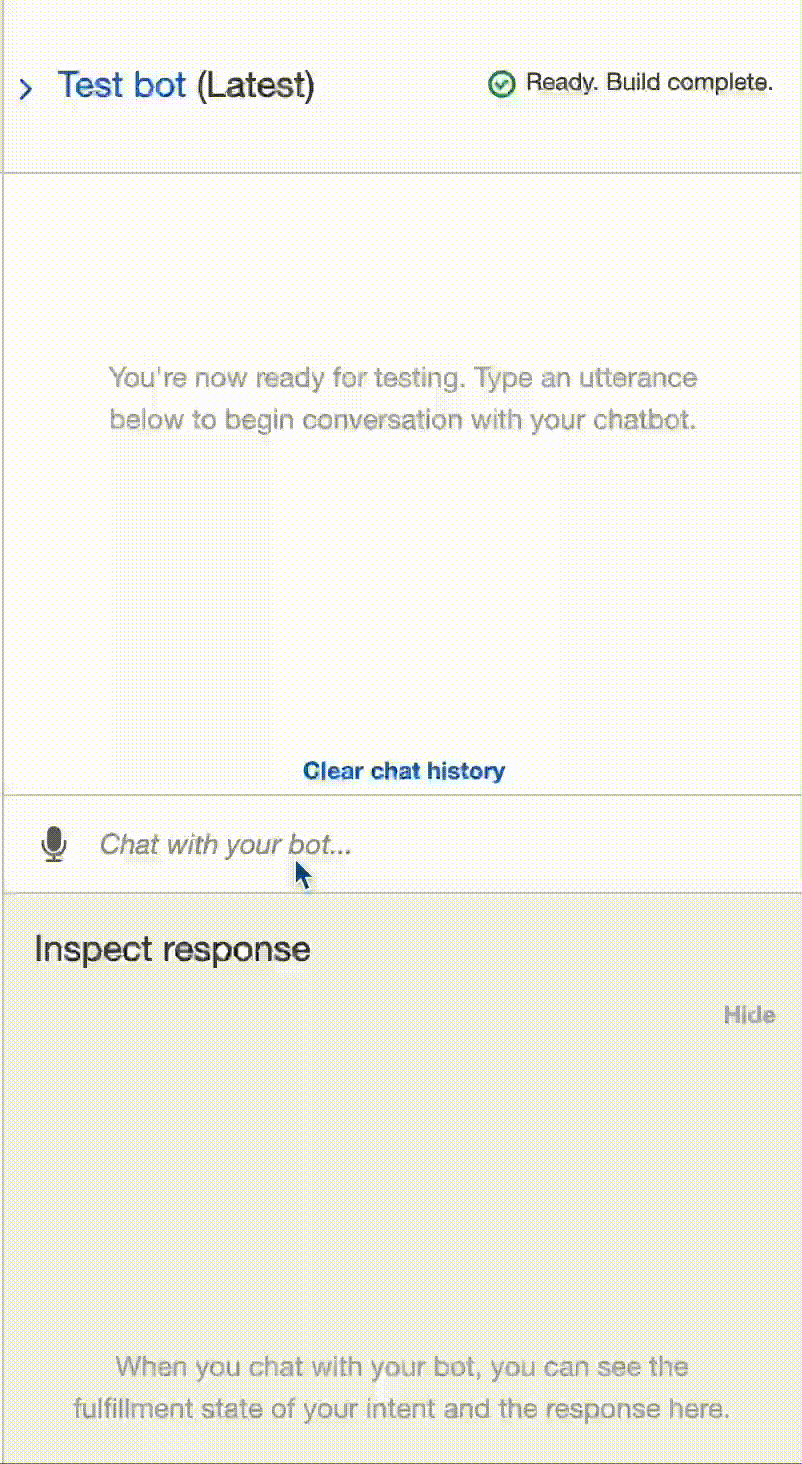 Test bot (Latest) Ready. Build complete.
You're now ready for testing. Type an utterance
below to begin conversation with your chatbot.
Clear chat history
Chat with your bot...
Inspect response
Hide
When you chat with your bot, you can see the
fulfillment state of your intent and the response here.